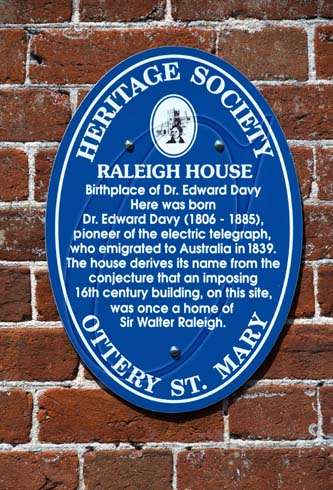 HERITAGE SOCIETY
RALEIGH HOUSE
Birthplace of Dr. Edward Davy
Here was born
Dr. Edward Davy (1806 - 1885),
pioneer of the electric telegraph,
who emigrated to Australia in 1839.
The house derives its name from the
conjecture that an imposing
16th century building, on this site,
was once a home of
Sir Walter Raleigh.
OTTERY ST. MARY